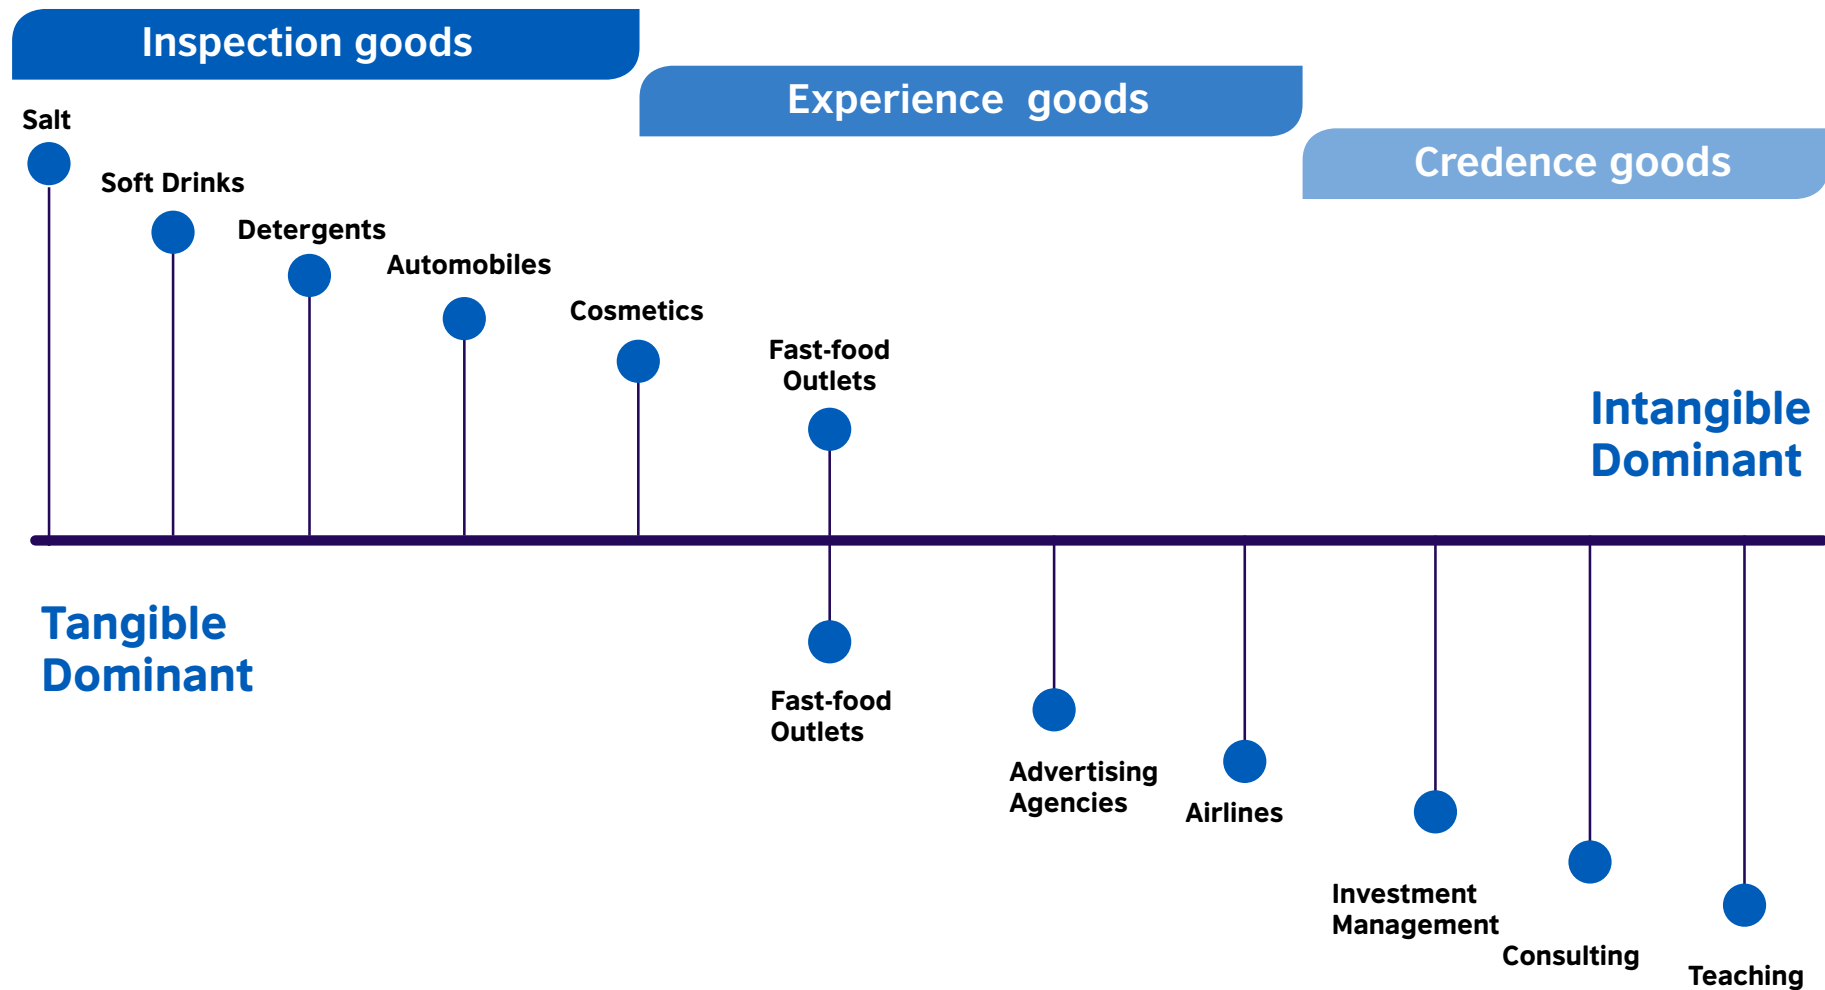 Inspection goods
Experience goods
Credence goods
Salt
Soft Drinks
Detergents
Automobiles
Cosmetics
Fast-food
Outlets
Intangible
Dominant
Tangible
Dominant
Fast-food
Outlets
Advertising
Agencies
Airlines
Investment
Management
Consulting
Teaching